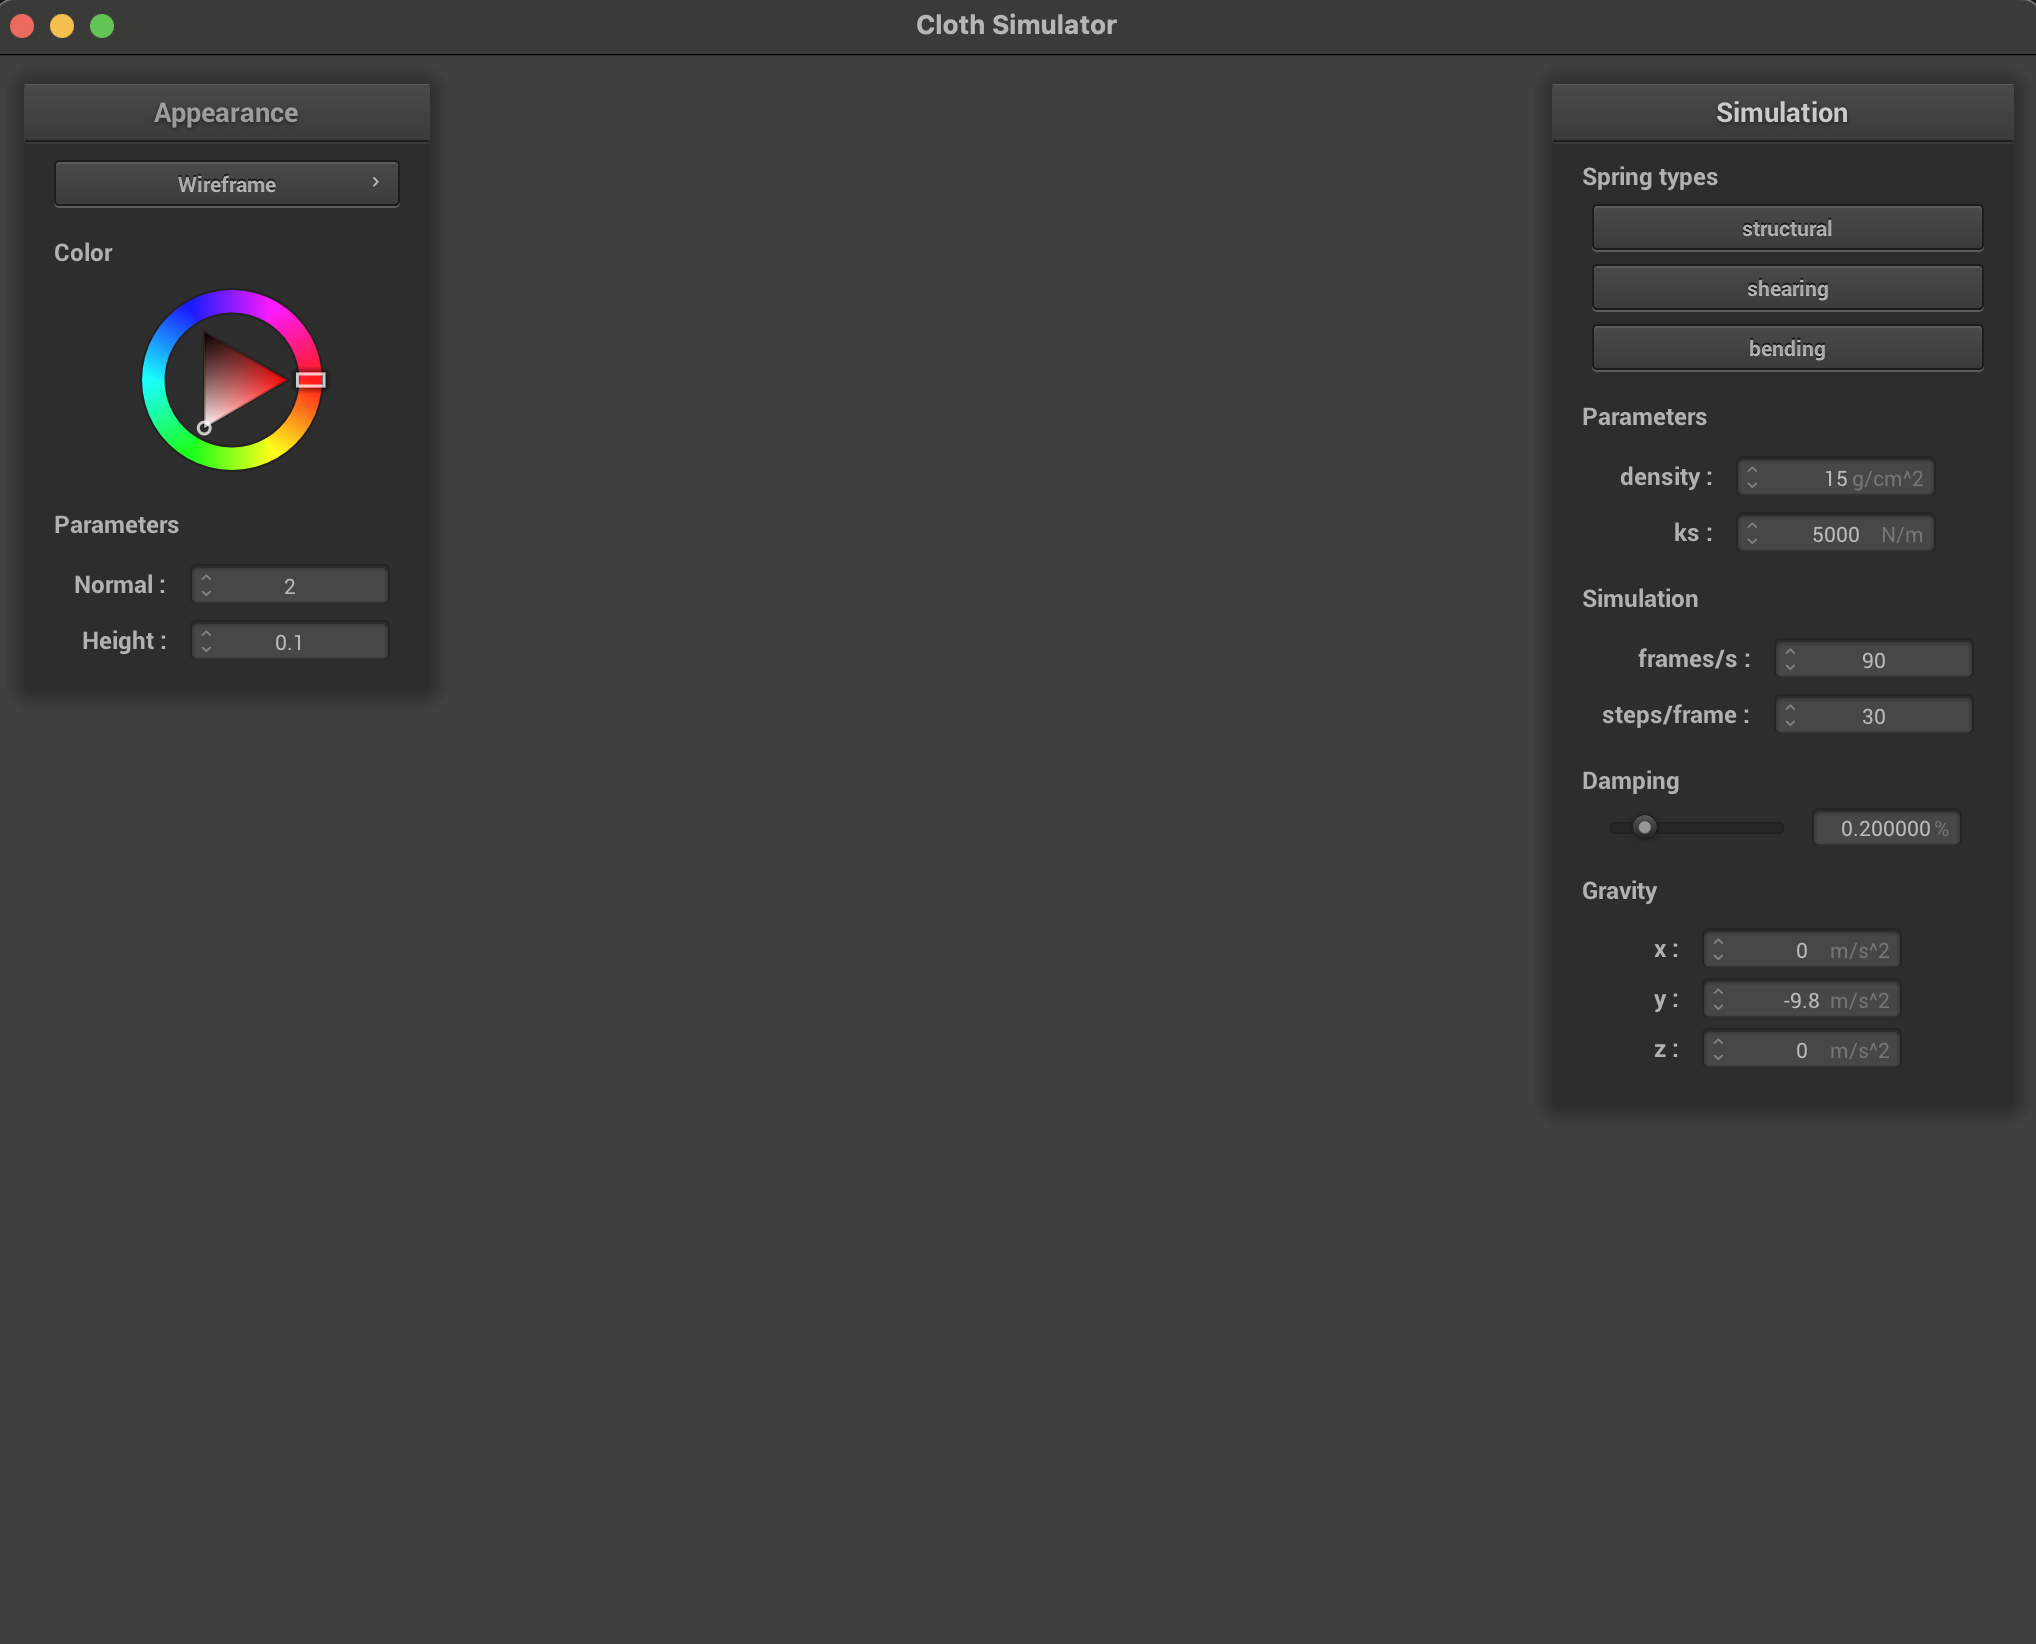 Cloth Simulator
Appearance
Wireframe
Color
Parameters
Normal : 2
Height : 0.1
Simulation
Spring types
structural
shearing
bending
Parameters
density : 15 g/cm^2
ks : 5000 N/m
Simulation
frames/s : 90
steps/frame : 30
Damping
0.200000 %
Gravity
x : 0 m/s^2
y : -9.8 m/s^2
z : 0 m/s^2